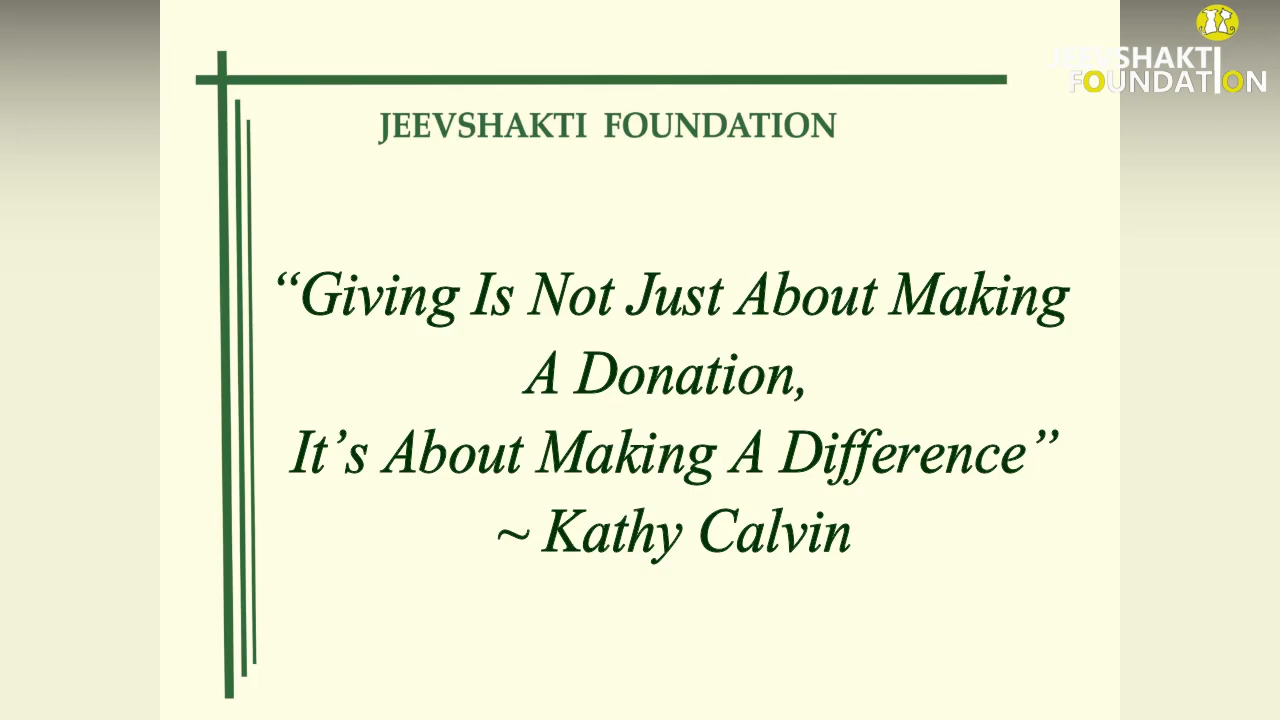 JEEVSHAKTI
FOUNDATION
JEEVSHAKTI FOUNDATION
“Giving Is Not Just About Making
A Donation,
It’s About Making A Difference”
~ Kathy Calvin